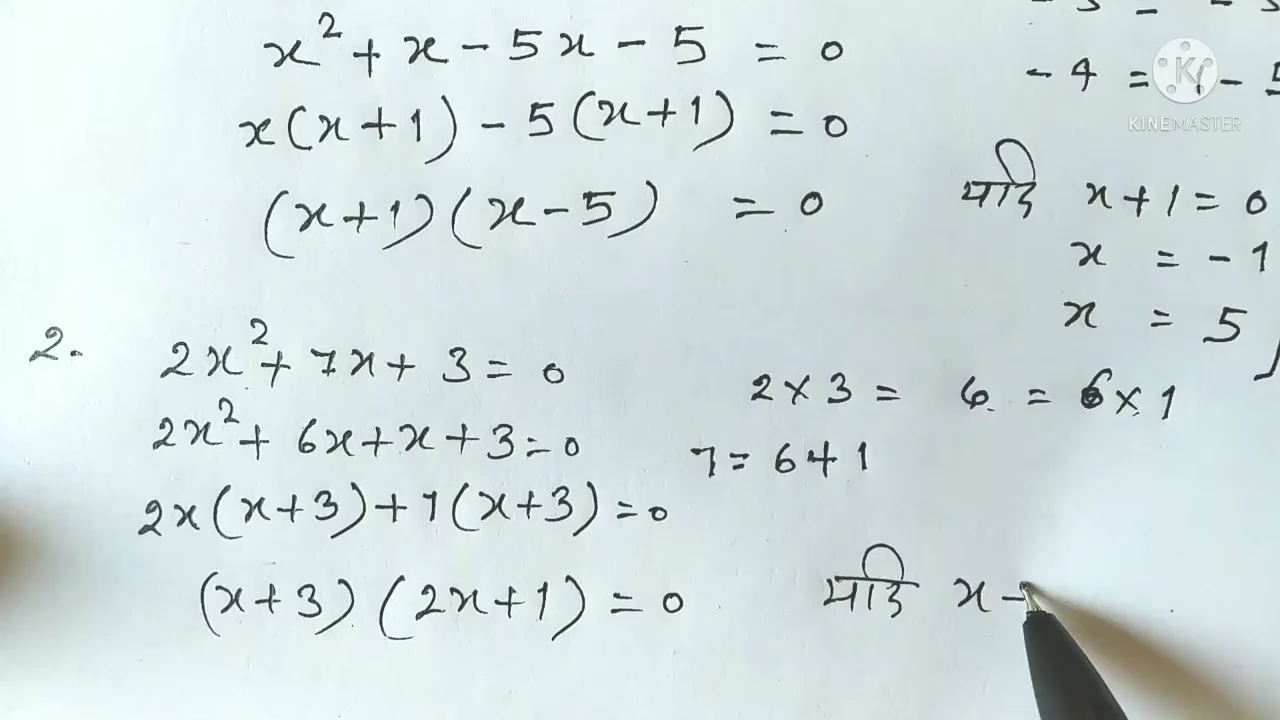 x² + x - 5x - 5 = 0
x(x+1) - 5(x+1) = 0
(x+1)(x-5) = 0
- 4 = 1 - 5
KINEMASTER
यदि x+1 = 0
x = -1
x = 5
2. 2x² + 7x + 3 = 0
2x² + 6x + x + 3 = 0
2x(x+3) + 1(x+3) = 0
(x+3)(2x+1) = 0
2 × 3 = 6 = 6 × 1
7 = 6 + 1
यदि x -